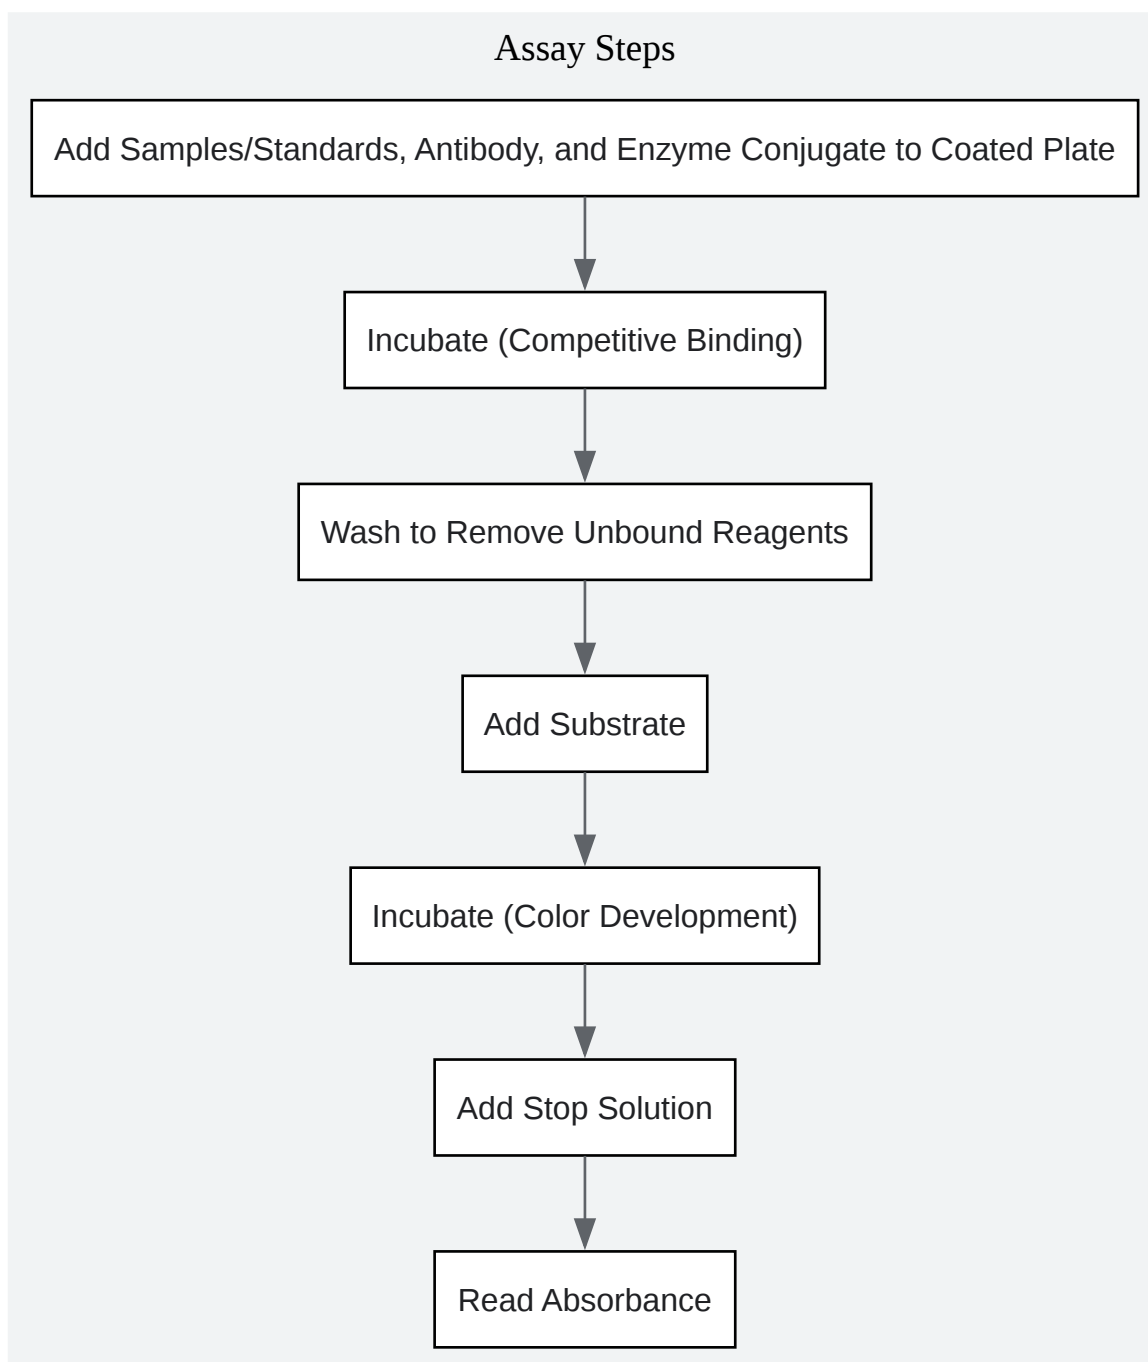 Assay Steps
Add Samples/Standards, Antibody, and Enzyme Conjugate to Coated Plate
Incubate (Competitive Binding)
Wash to Remove Unbound Reagents
Add Substrate
Incubate (Color Development)
Add Stop Solution
Read Absorbance